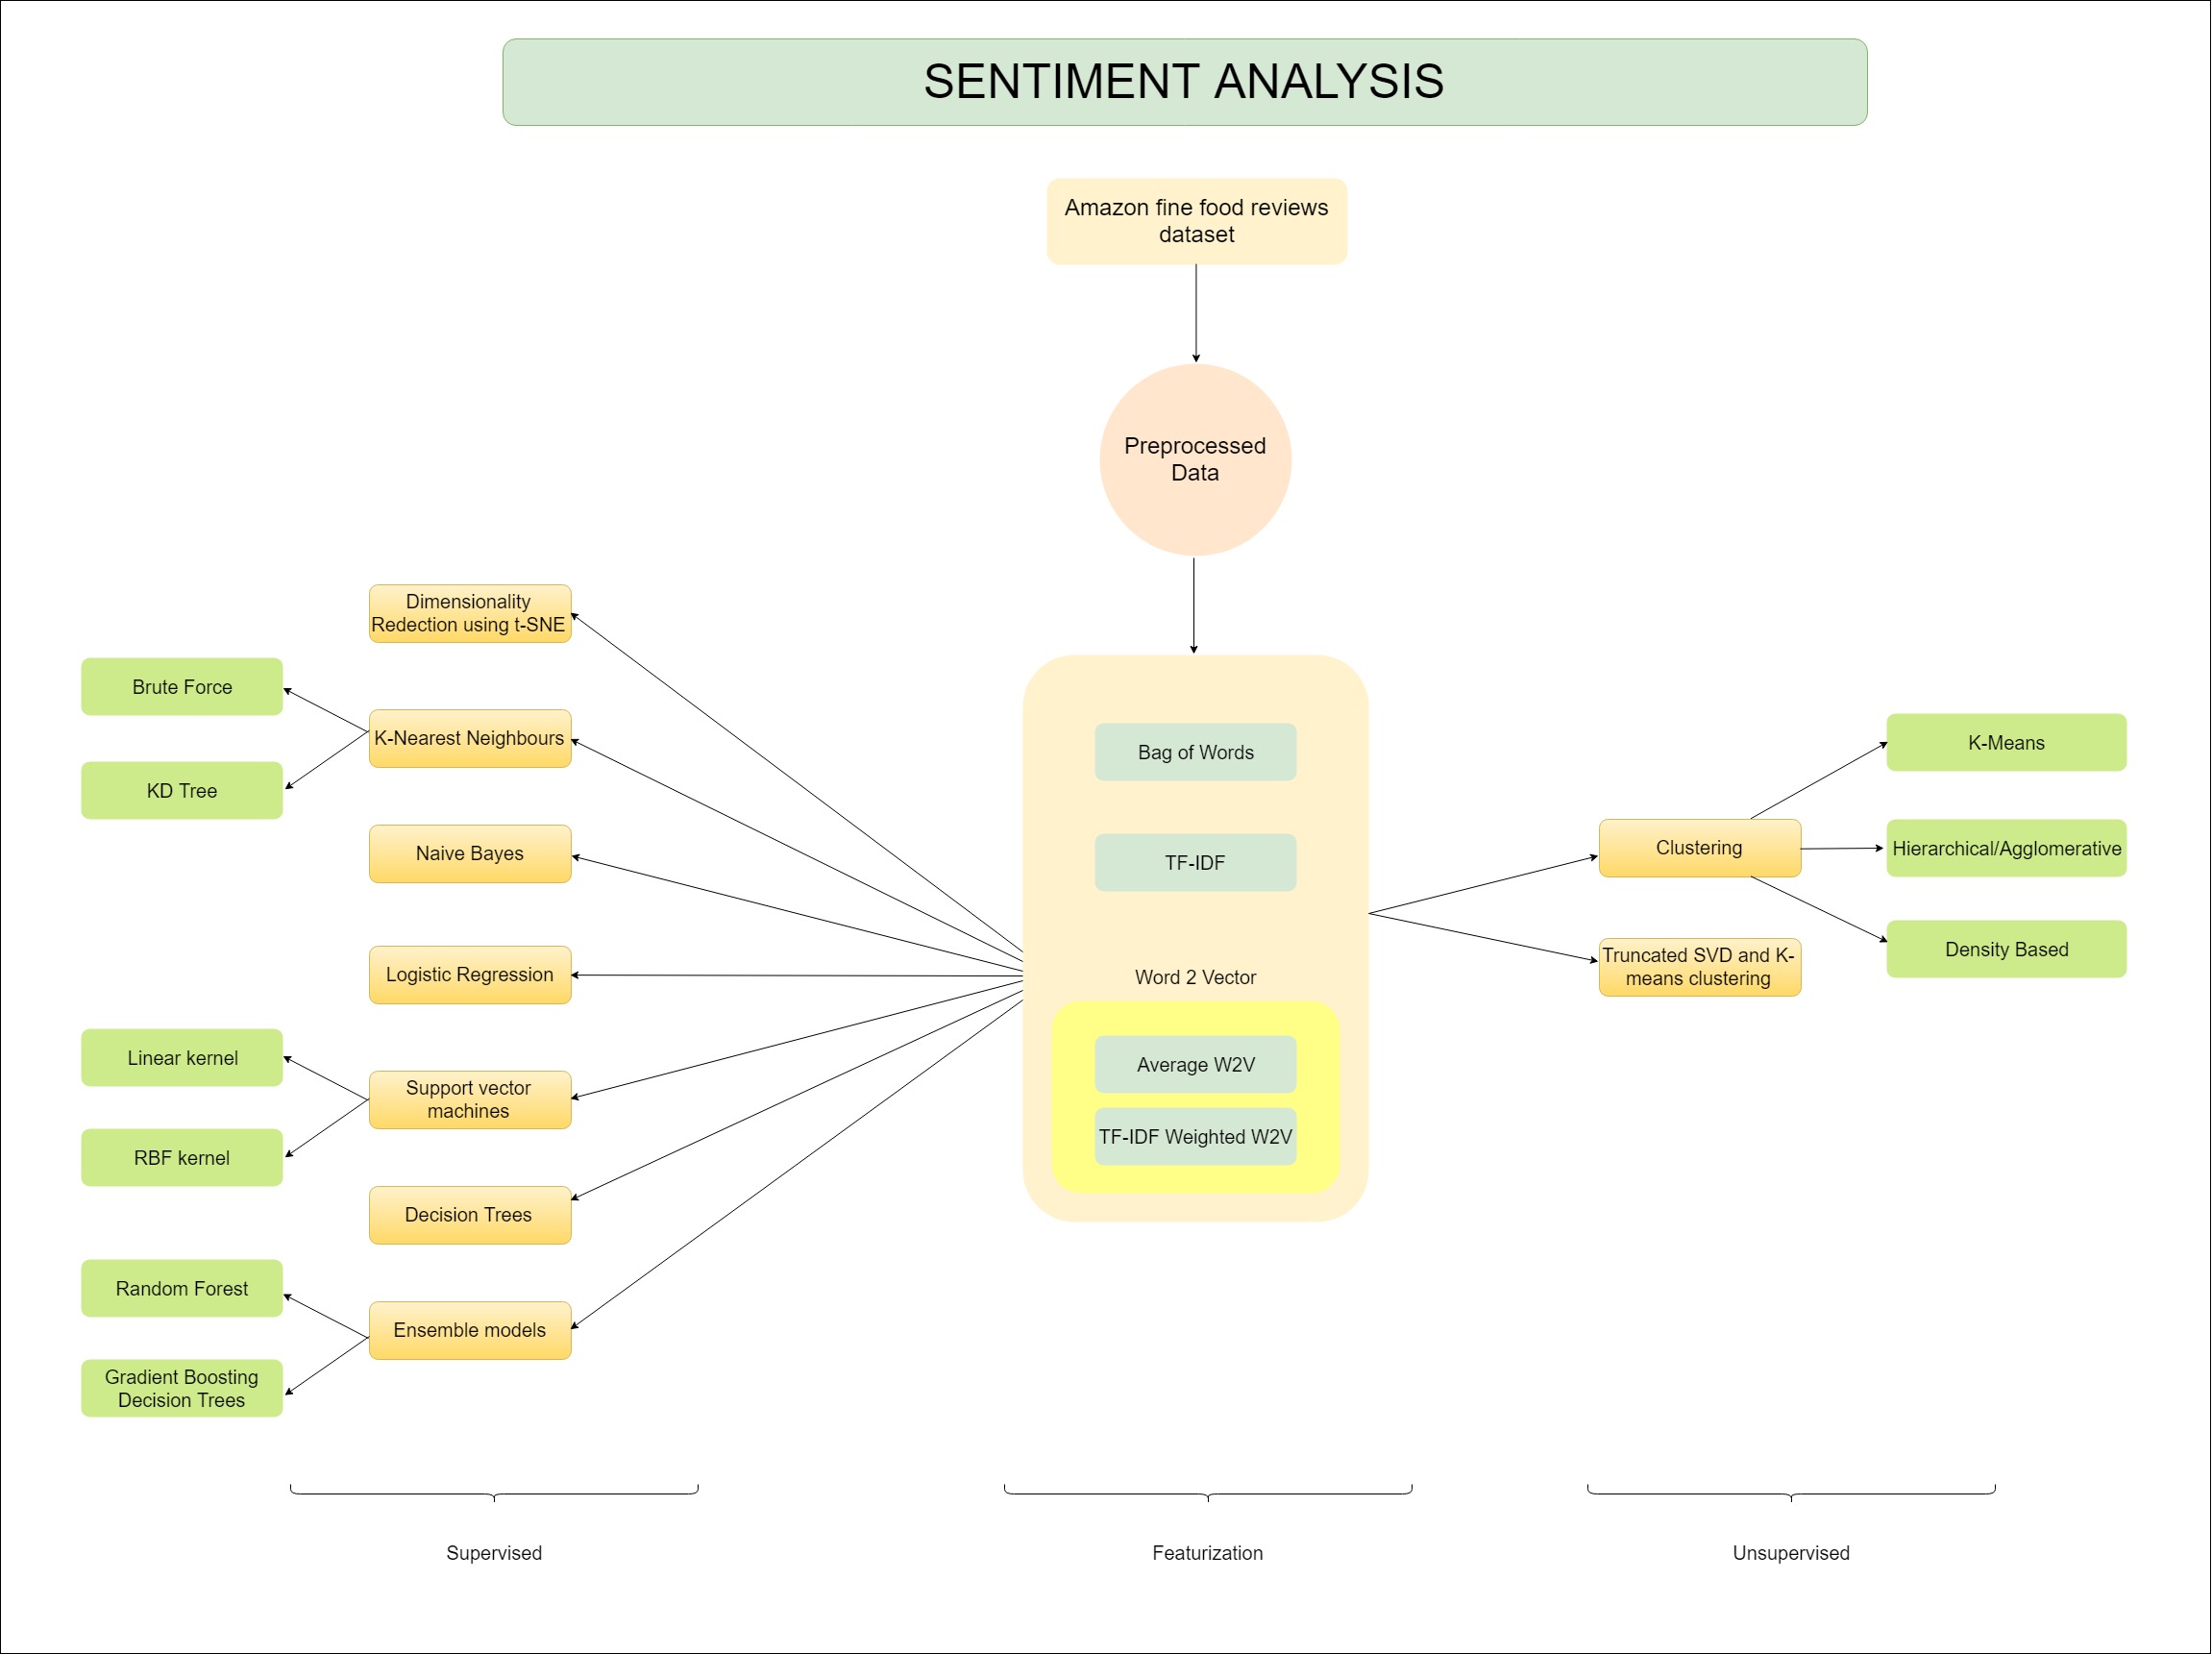 SENTIMENT ANALYSIS
Amazon fine food reviews
dataset
Preprocessed
Data
Dimensionality
Redection using t-SNE
Brute Force
K-Nearest Neighbours
KD Tree
Naive Bayes
Logistic Regression
Linear kernel
Support vector
machines
RBF kernel
Decision Trees
Random Forest
Ensemble models
Gradient Boosting
Decision Trees
Bag of Words
TF-IDF
Word 2 Vector
Average W2V
TF-IDF Weighted W2V
K-Means
Clustering
Hierarchical/Agglomerative
Truncated SVD and K-
means clustering
Density Based
Supervised
Featurization
Unsupervised